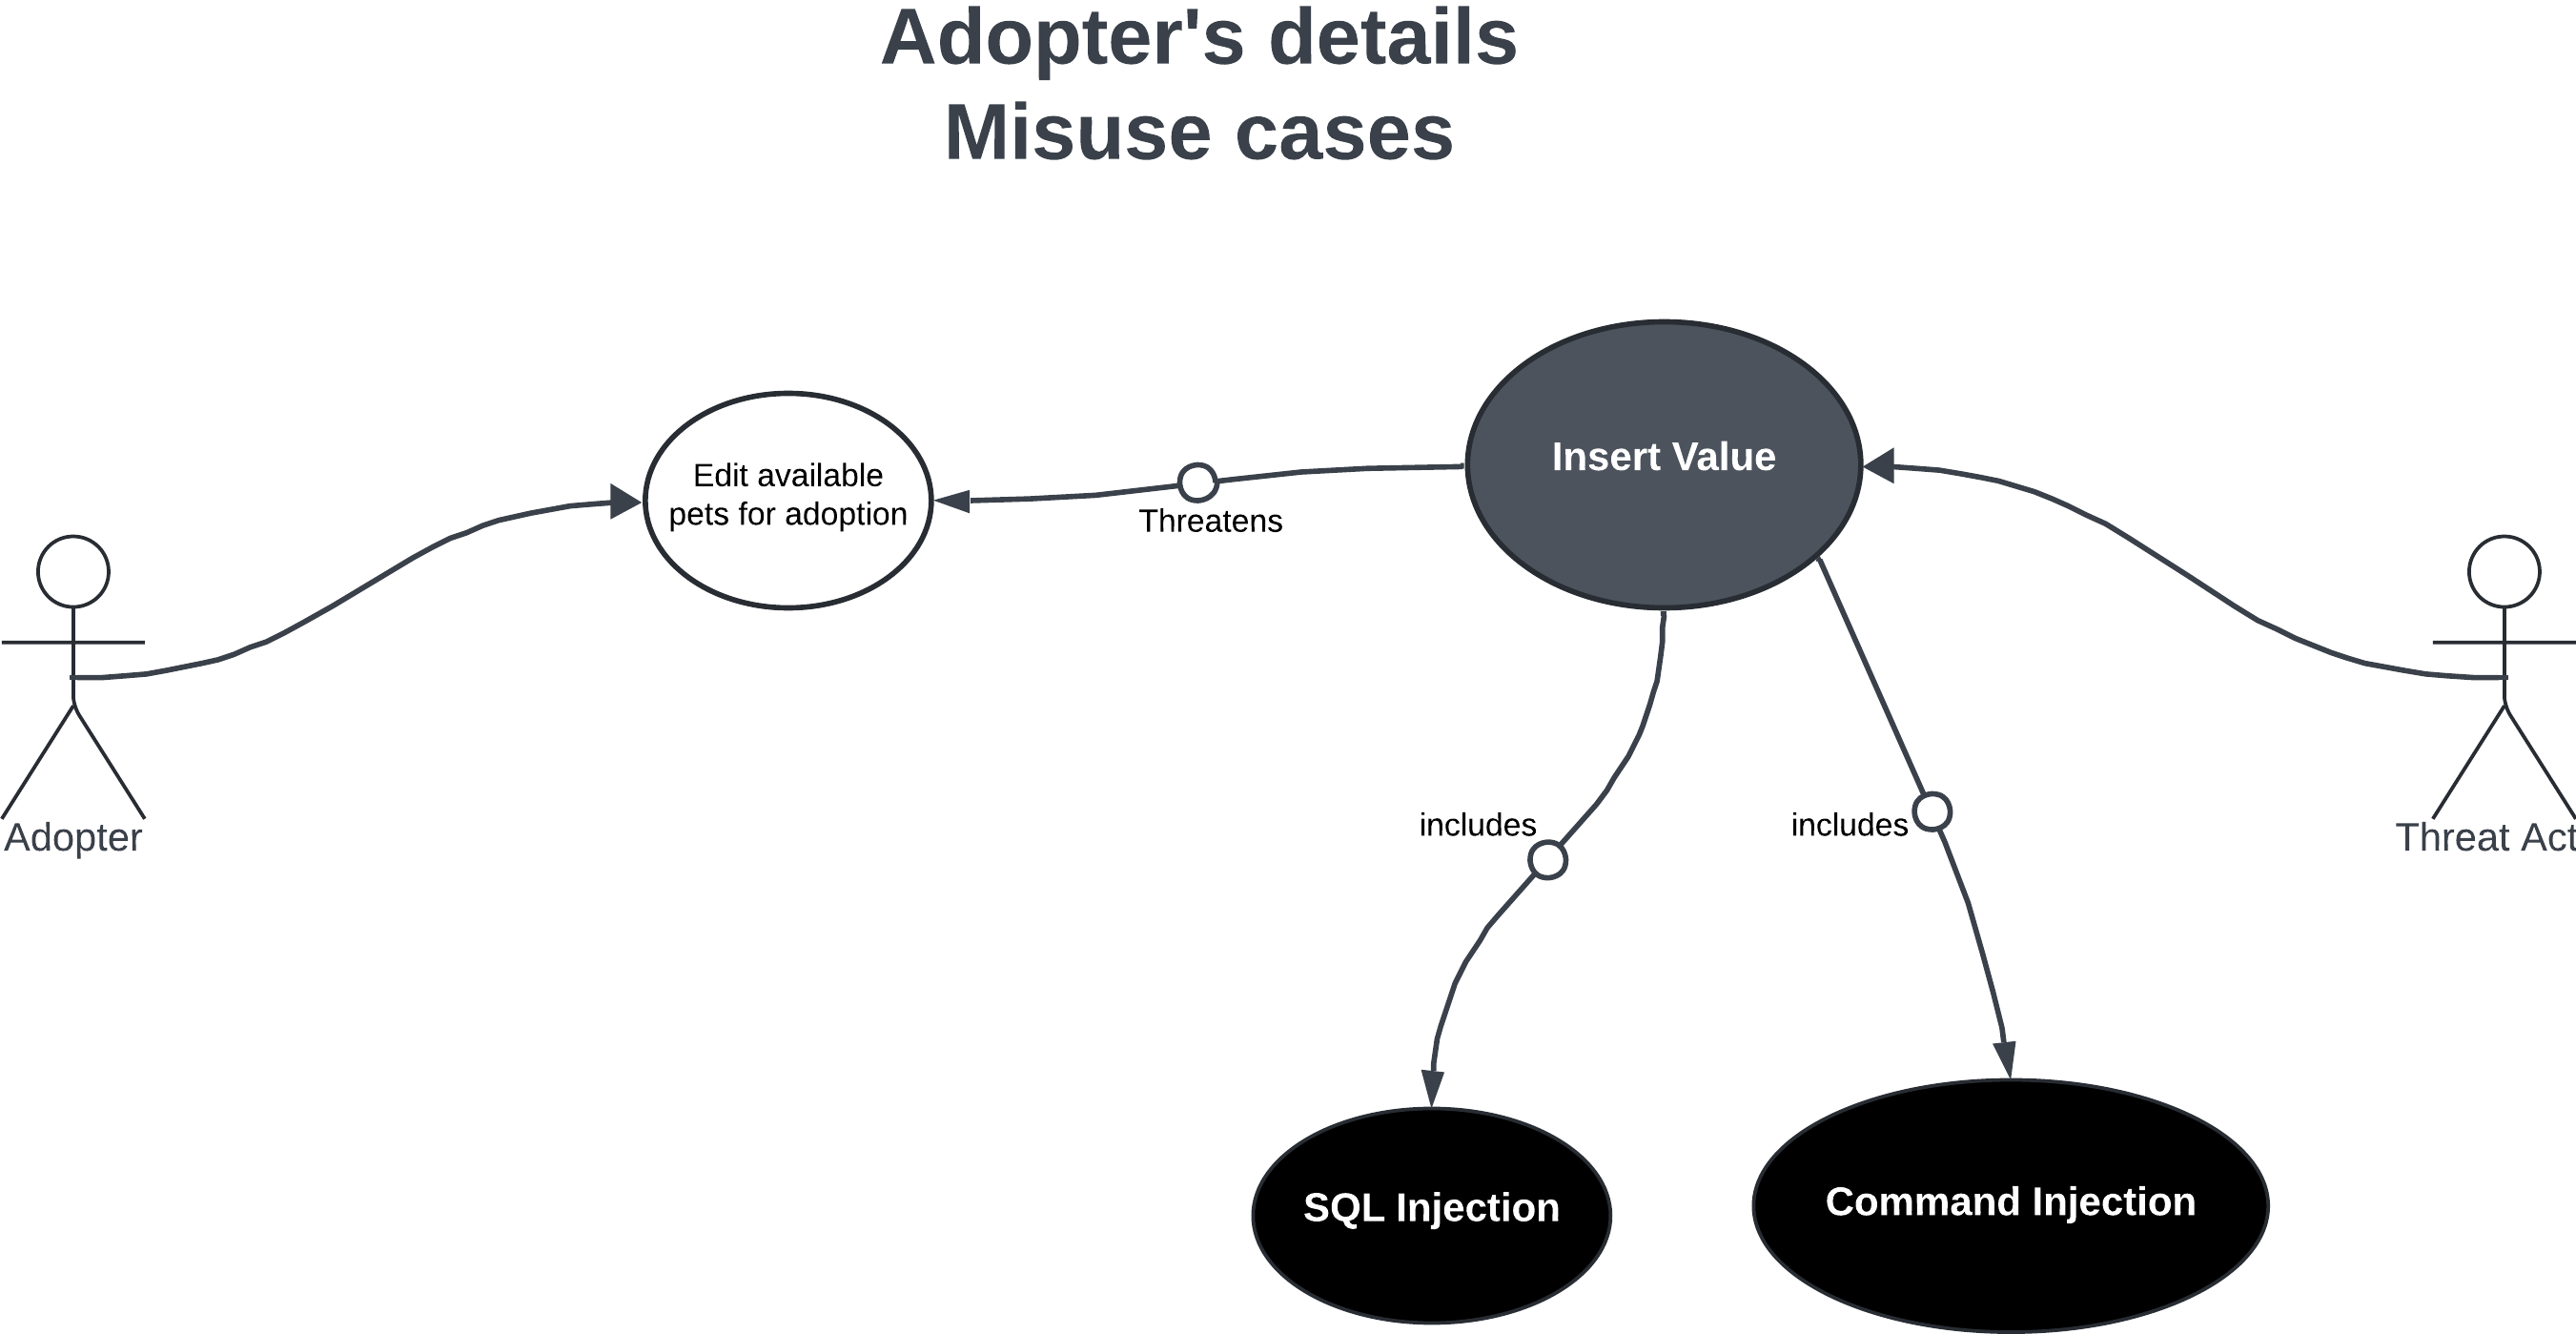 Adopter's details
Misuse cases
Insert Value
Edit available
pets for adoption
Threatens
Adopter
includes
includes
Threat Act
SQL Injection
Command Injection